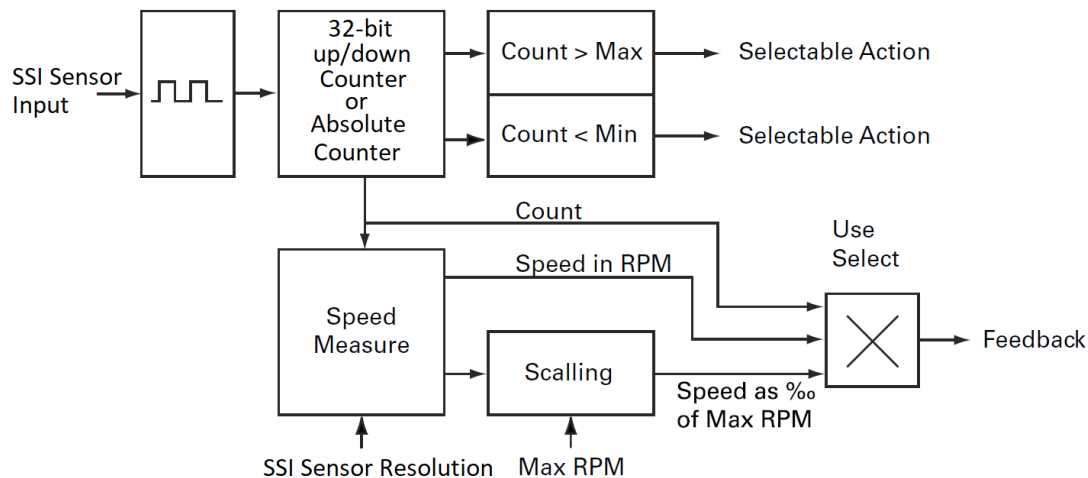 32-bit
up/down
Counter
or
Absolute
Counter
SSI Sensor
Input
Count > Max
Selectable Action
Count < Min
Selectable Action
Count
Use
Select
Speed in RPM
Speed
Measure
Scalling
Feedback
Speed as ‰
of Max RPM
SSI Sensor Resolution
Max RPM